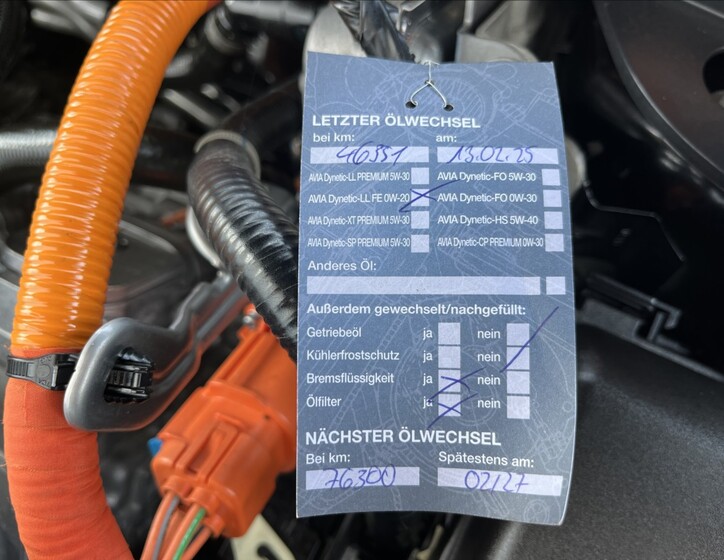 LETZTER ÖLWECHSEL
bei km: am:
46351 13.02.25
AVIA Dynetic-LL PREMIUM 5W-30 AVIA Dynetic-FO 5W-30
AVIA Dynetic-LL FE 0W-20 AVIA Dynetic-FO 0W-30
AVIA Dynetic-XT PREMIUM 5W-30 AVIA Dynetic-HS 5W-40
AVIA Dynetic-SP PREMIUM 5W-30 AVIA Dynetic-CP PREMIUM 0W-30
Anderes Öl:
Außerdem gewechselt/nachgefüllt:
Getriebeöl ja nein
Kühlerfrostschutz ja nein
Bremsflüssigkeit ja nein
Ölfilter ja nein
NÄCHSTER ÖLWECHSEL
Bei km: Spätestens am:
76300 02/27